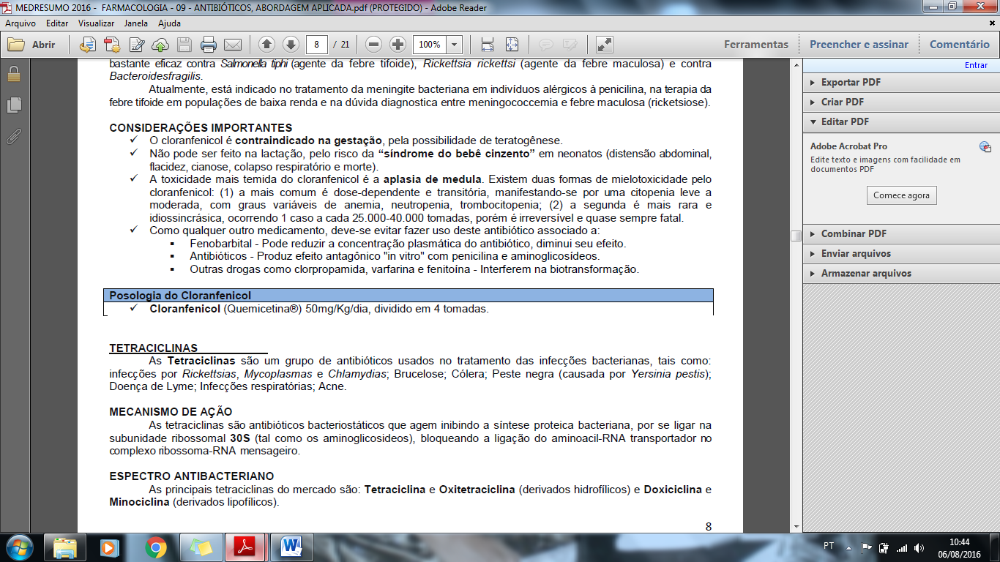 MEDRESUMO 2016 - FARMACOLOGIA - 09 - ANTIBIÓTICOS, ABORDAGEM APLICADA.pdf (PROTEGIDO) - Adobe Reader
Arquivo Editar Visualizar Janela Ajuda
Abrir 8 / 21 100% Ferramentas Preencher e assinar Comentário
bastante eficaz contra Salmonella tiphi (agente da febre tifoide), Rickettsia rickettsi (agente da febre maculosa) e contra
Bacteroidesfragilis.
Atualmente, está indicado no tratamento da meningite bacteriana em indivíduos alérgicos à penicilina, na terapia da
febre tifoide em populações de baixa renda e na dúvida diagnostica entre meningococcemia e febre maculosa (ricketsiose).
CONSIDERAÇÕES IMPORTANTES
✓ O cloranfenicol é contraindicado na gestação, pela possibilidade de teratogênese.
✓ Não pode ser feito na lactação, pelo risco da “síndrome do bebê cinzento” em neonatos (distensão abdominal,
flacidez, cianose, colapso respiratório e morte).
✓ A toxicidade mais temida do cloranfenicol é a aplasia de medula. Existem duas formas de mielotoxicidade pelo
cloranfenicol: (1) a mais comum é dose-dependente e transitória, manifestando-se por uma citopenia leve a
moderada, com graus variáveis de anemia, neutropenia, trombocitopenia; (2) a segunda é mais rara e
idiossincrásica, ocorrendo 1 caso a cada 25.000-40.000 tomadas, porém é irreversível e quase sempre fatal.
✓ Como qualquer outro medicamento, deve-se evitar fazer uso deste antibiótico associado a:
▪ Fenobarbital - Pode reduzir a concentração plasmática do antibiótico, diminui seu efeito.
▪ Antibióticos - Produz efeito antagônico "in vitro" com penicilina e aminoglicosídeos.
▪ Outras drogas como clorpropamida, varfarina e fenitoína - Interferem na biotransformação.
Posologia do Cloranfenicol
✓ Cloranfenicol (Quemicetina®) 50mg/Kg/dia, dividido em 4 tomadas.
TETRACICLINAS
As Tetraciclinas são um grupo de antibióticos usados no tratamento das infecções bacterianas, tais como:
infecções por Rickettsias, Mycoplasmas e Chlamydias; Brucelose; Cólera; Peste negra (causada por Yersinia pestis);
Doença de Lyme; Infecções respiratórias; Acne.
MECANISMO DE AÇÃO
As tetraciclinas são antibióticos bacteriostáticos que agem inibindo a síntese proteica bacteriana, por se ligar na
subunidade ribossomal 30S (tal como os aminoglicosideos), bloqueando a ligação do aminoacil-RNA transportador no
complexo ribossoma-RNA mensageiro.
ESPECTRO ANTIBACTERIANO
As principais tetraciclinas do mercado são: Tetraciclina e Oxitetraciclina (derivados hidrofílicos) e Doxiciclina e
Minociclina (derivados lipofílicos).
8
Entrar
Exportar PDF
Criar PDF
Editar PDF
Adobe Acrobat Pro
Edite texto e imagens com facilidade em
documentos PDF
Comece agora
Combinar PDF
Enviar arquivos
Armazenar arquivos
PT 10:44
06/08/2016